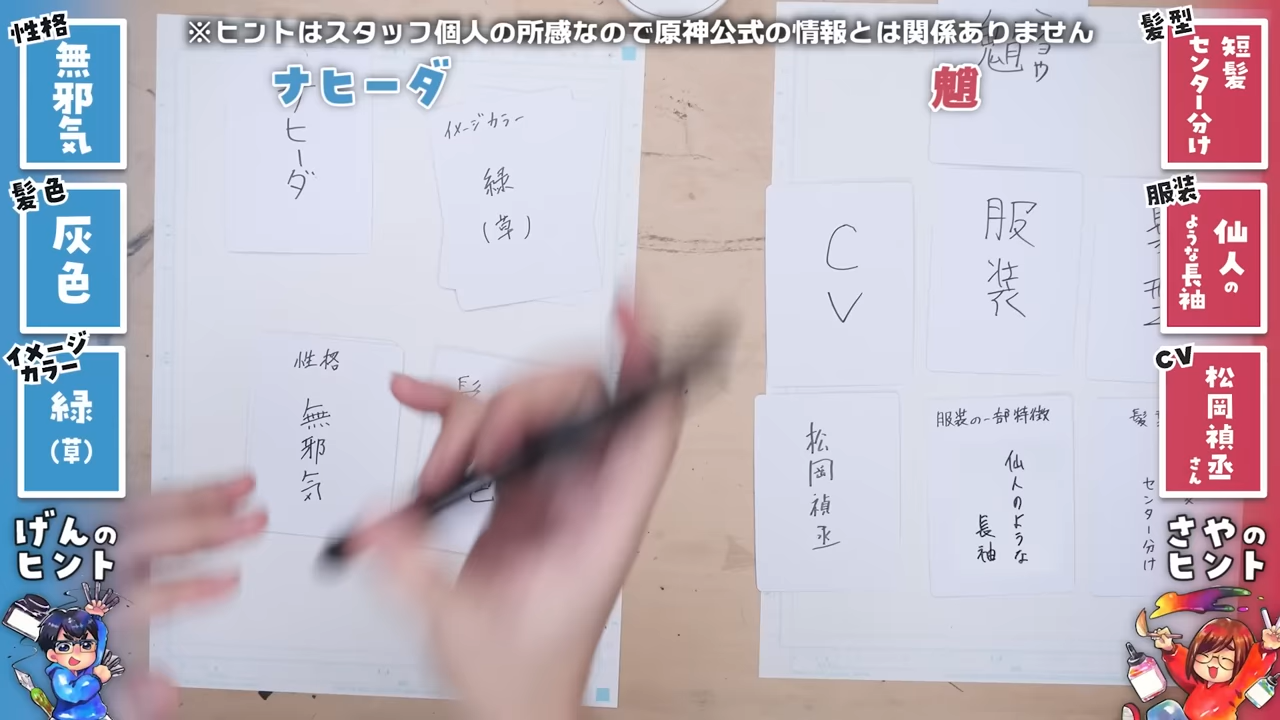 ※ヒントはスタッフ個人の所感なので原神公式の情報とは関係ありません
性格
無邪気
髪色
灰色
イメージ
カラー
緑
(草)
げんの
ヒント
ナヒーダ
ヒーダ
イメージカラー
緑
(草)
性格
無邪気
魈
ショウ
CV
服装
松岡禎丞
服装の一部特徴
仙人のような
長袖
センター分け
髪型
短髪
センター分け
服装
仙人の
ような長袖
CV
松岡禎丞
さん
さやの
ヒント